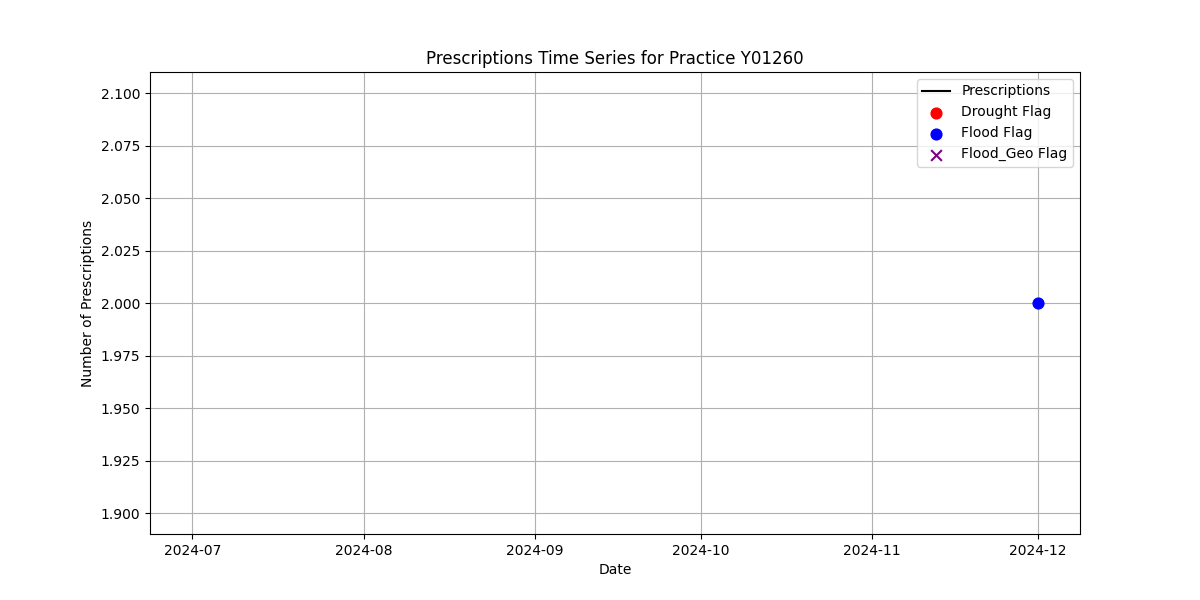 Prescriptions Time Series for Practice Y01260
Prescriptions
Drought Flag
Flood Flag
Flood_Geo Flag
Number of Prescriptions
2.100
2.075
2.050
2.025
2.000
1.975
1.950
1.925
1.900
2024-07 2024-08 2024-09 2024-10 2024-11 2024-12
Date